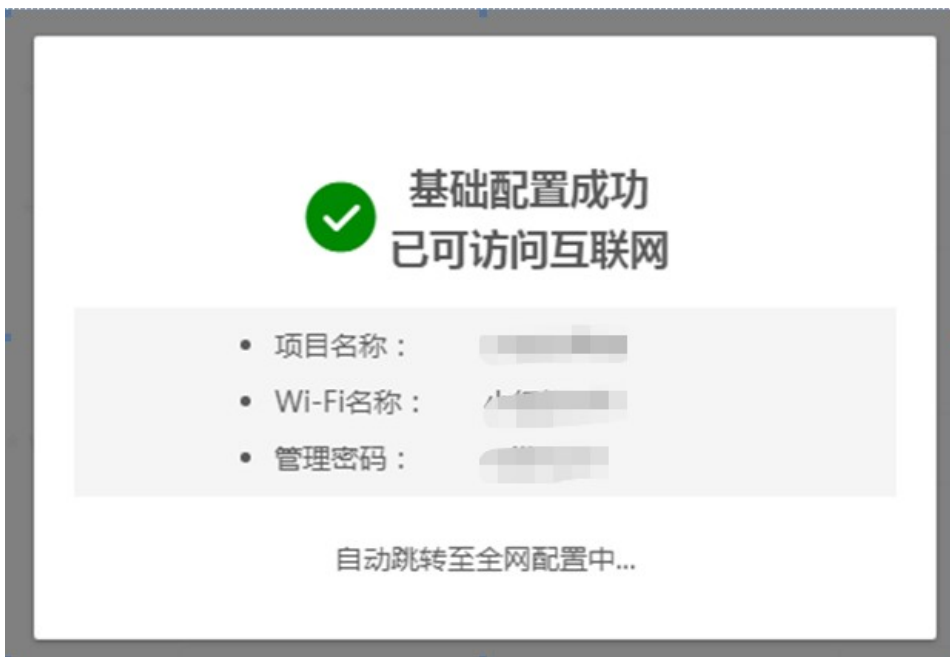 基础配置成功
已可访问互联网
项目名称：
Wi-Fi名称：
管理密码：
自动跳转至全网配置中...